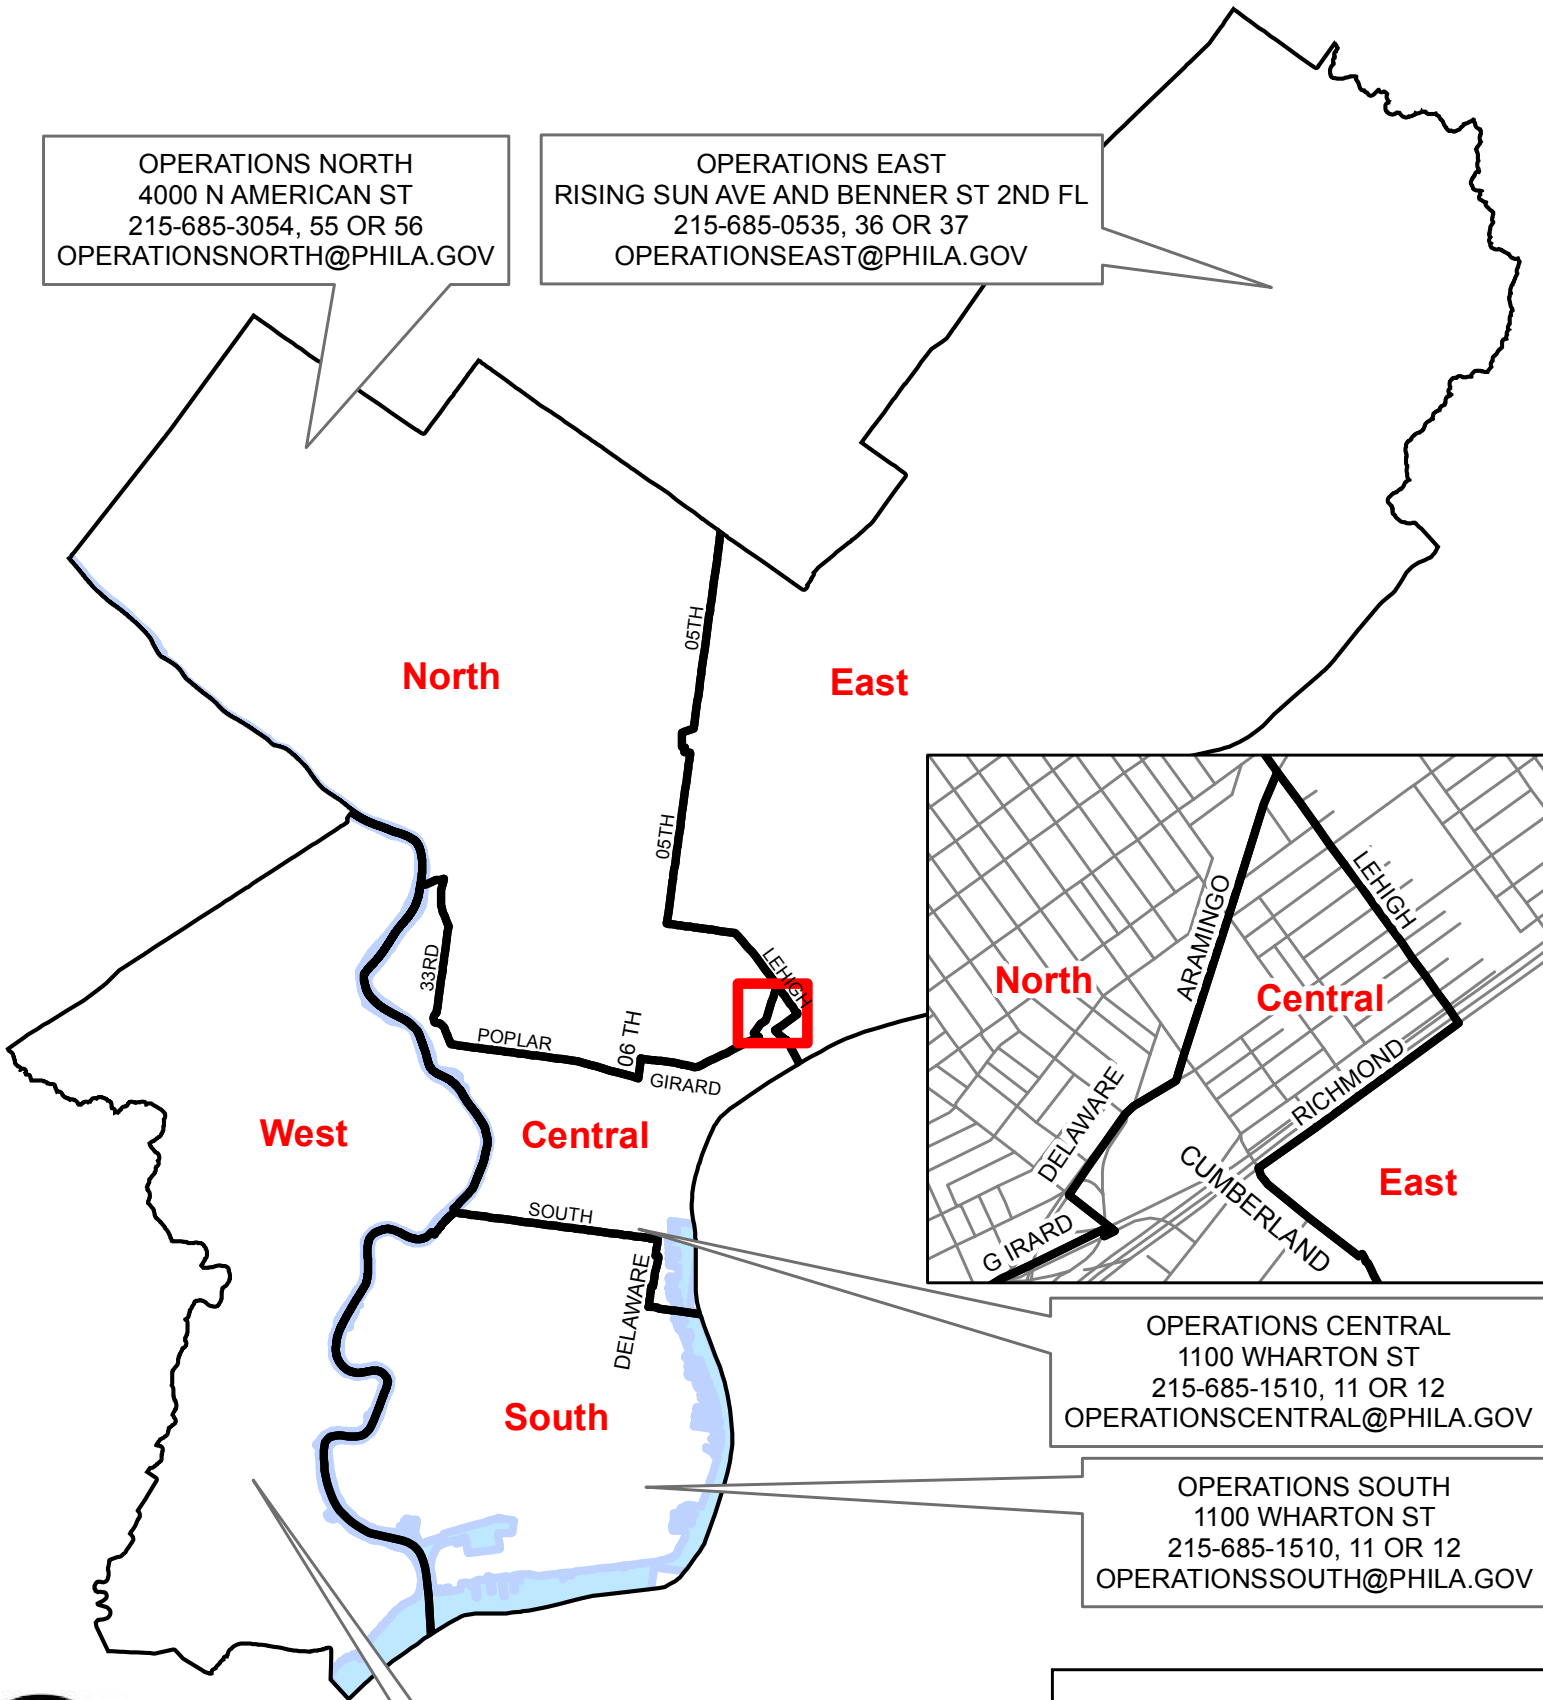 OPERATIONS NORTH
4000 N AMERICAN ST
215-685-3054, 55 OR 56
OPERATIONSNORTH@PHILA.GOV
OPERATIONS EAST
RISING SUN AVE AND BENNER ST 2ND FL
215-685-0535, 36 OR 37
OPERATIONSEAST@PHILA.GOV
05TH
North
East
05TH
LEHIGH
33RD
POPLAR
06 TH
GIRARD
West
Central
SOUTH
DELAWARE
South
LEHIGH
ARAMINGO
North
Central
RICHMOND
DELAWARE
CUMBERLAND
East
G IRARD
OPERATIONS CENTRAL
1100 WHARTON ST
215-685-1510, 11 OR 12
OPERATIONSCENTRAL@PHILA.GOV
OPERATIONS SOUTH
1100 WHARTON ST
215-685-1510, 11 OR 12
OPERATIONSSOUTH@PHILA.GOV